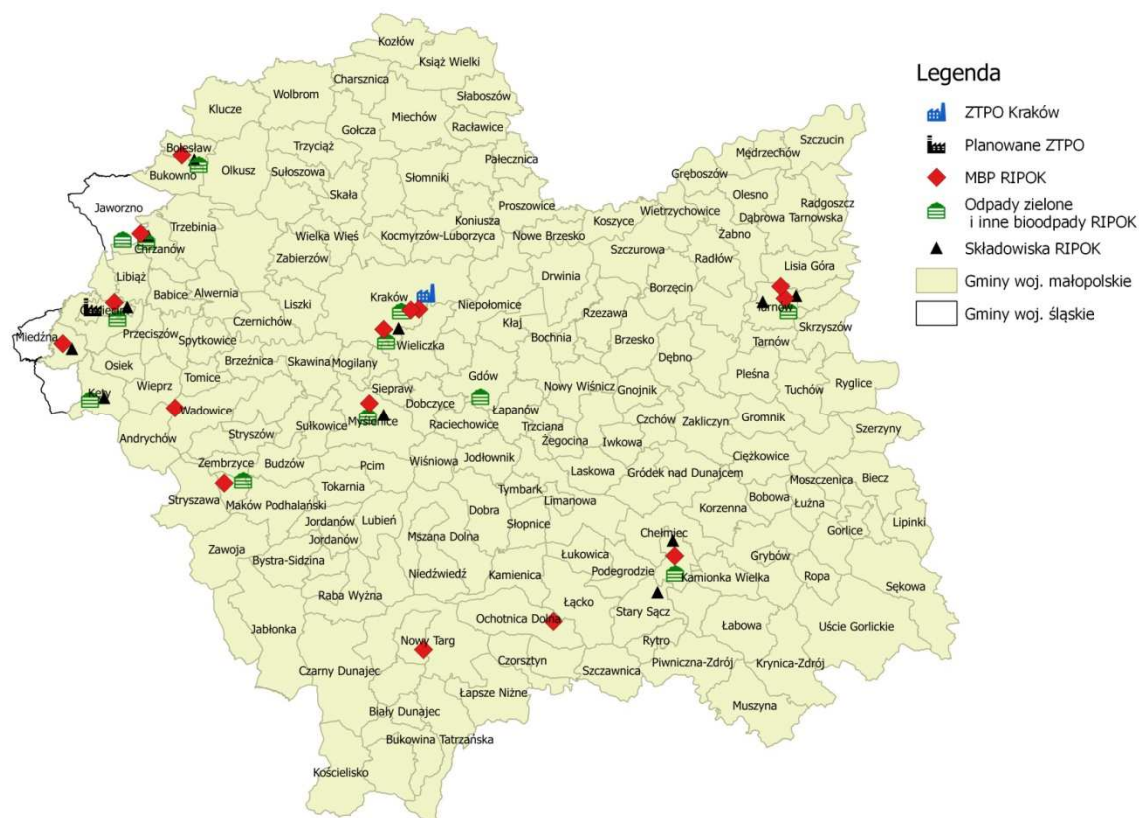 Kozłów
Książ Wielki
Charsznica
Wolbrom
Słaboszów
Klucze
Miechów
Gołcza
Racławice
Szczucin
Bolesław
Trzyciąż
Pałecznica
Mędrzechów
Bukowno
Olkusz
Sułoszowa
Słomniki
Gręboszów
Skała
Olesno
Radgoszcz
Jaworzno
Proszowice
Wietrzychowice
Dąbrowa Tarnowska
Trzebinia
Koniusza
Koszyce
Wielka Wieś
Kocmyrzów-Luborzyca
Nowe Brzesko
Żabno
Chrzanów
Zabierzów
Szczurowa
Radłów
Lisia Góra
Libiąż
Drwinia
Babice
Alwernia
Liszki
Kraków
Niepołomice
Borzęcin
Tarnów
Czernichów
Kłaj
Rzezawa
Skrzyszów
Miedźna
Przeciszów
Spytkowice
Wieliczka
Bochnia
Brzesko
Tarnów
Osiek
Brzeźnica
Skawina
Mogilany
Dębno
Wieprz
Tomice
Gdów
Pleśna
Ryglice
Kęty
Siepraw
Nowy Wiśnicz
Gnojnik
Tuchów
Wadowice
Dobczyce
Łapanów
Czchów
Zakliczyn
Gromnik
Myślenice
Raciechowice
Trzciana
Szerzyny
Andrychów
Stryszów
Sułkowice
Żegocina
Iwkowa
Zembrzyce
Budzów
Pcim
Wiśniowa
Jodłownik
Ciężkowice
Laskowa
Gródek nad Dunajcem
Moszczenica
Biecz
Stryszawa
Tokarnia
Tymbark
Limanowa
Bobowa
Łużna
Maków Podhalański
Dobra
Korzenna
Jordanów
Lubień
Słopnice
Gorlice
Lipinki
Jordanów
Mszana Dolna
Chełmiec
Zawoja
Łukowica
Grybów
Bystra-Sidzina
Niedźwiedź
Kamienica
Podegrodzie
Kamionka Wielka
Ropa
Sękowa
Raba Wyżna
Łącko
Stary Sącz
Ochotnica Dolna
Łabowa
Uście Gorlickie
Jabłonka
Nowy Targ
Rytro
Czarny Dunajec
Czorsztyn
Szczawnica
Piwniczna-Zdrój
Krynica-Zdrój
Łapsze Niżne
Muszyna
Biały Dunajec
Bukowina Tatrzańska
Kościelisko
Legenda
ZTPO Kraków
Planowane ZTPO
MBP RIPOK
Odpady zielone
i inne bioodpady RIPOK
Składowiska RIPOK
Gminy woj. małopolskie
Gminy woj. śląskie